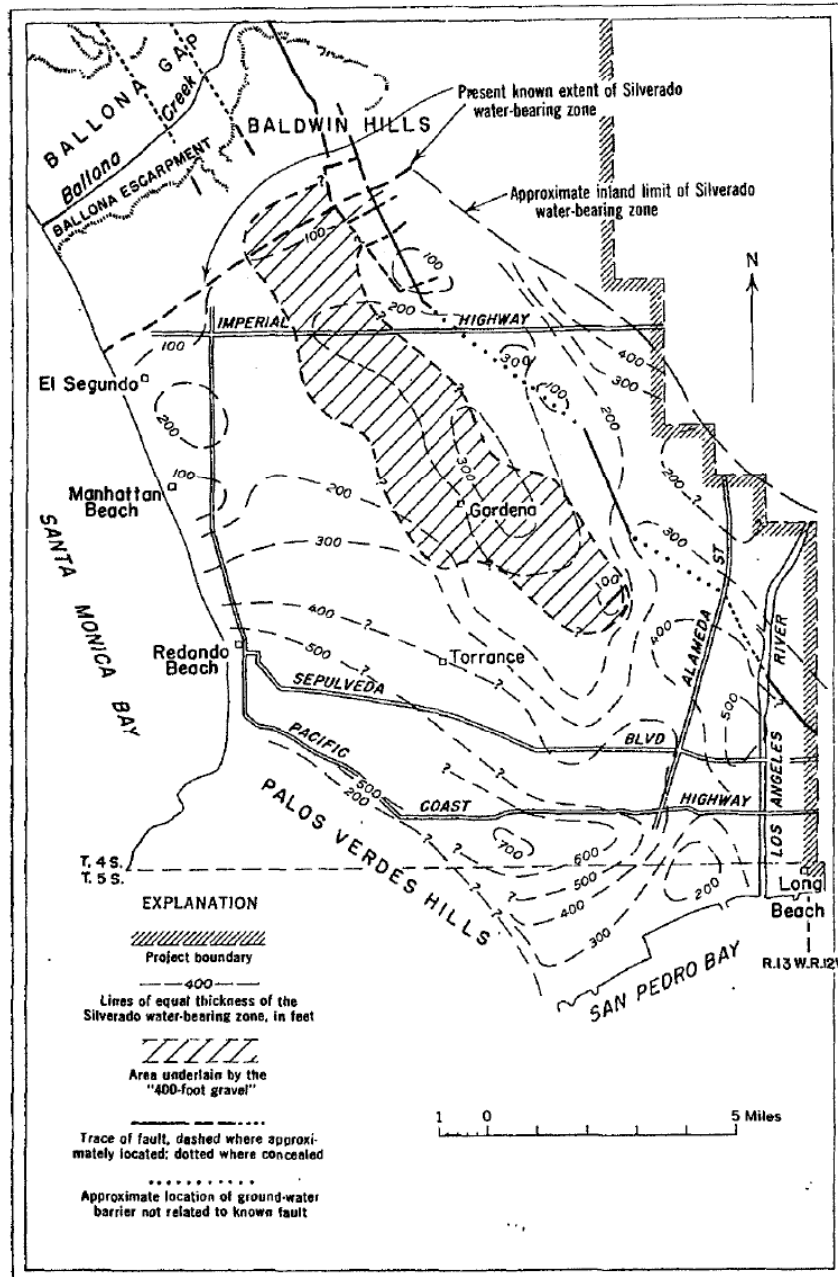 BALLONA GAP
Creek
Ballona
BALLONA ESCARPMENT
BALDWIN HILLS
Present known extent of Silverado
water-bearing zone
Approximate inland limit of Silverado
water-bearing zone
N
?
100
100
200
?
IMPERIAL HIGHWAY
100
300
400
300
El Segundo
100
200
?
200
200
?
100
Manhattan
Beach
?
200
300
Gardena
300
300
SANTA MONICA BAY
100
ALAMEDA ST
?
400
?
400
500
?
Redondo
Beach
Torrance
?
?
500
RIVER
SEPULVEDA BLVD
?
?
PACIFIC COAST HIGHWAY
500
200
?
?
LOS ANGELES
PALOS VERDES HILLS
700
600
?
?
500
?
400
?
200
300
T. 4 S.
T. 5 S.
Long
Beach
R.13 W.
SAN PEDRO BAY
EXPLANATION
Project boundary
400
Lines of equal thickness of the
Silverado water-bearing zone, in feet
Area underlain by the
"400-foot gravel"
Trace of fault, dashed where approxi-
mately located; dotted where concealed
Approximate location of ground-water
barrier not related to known fault
1 0 5 Miles